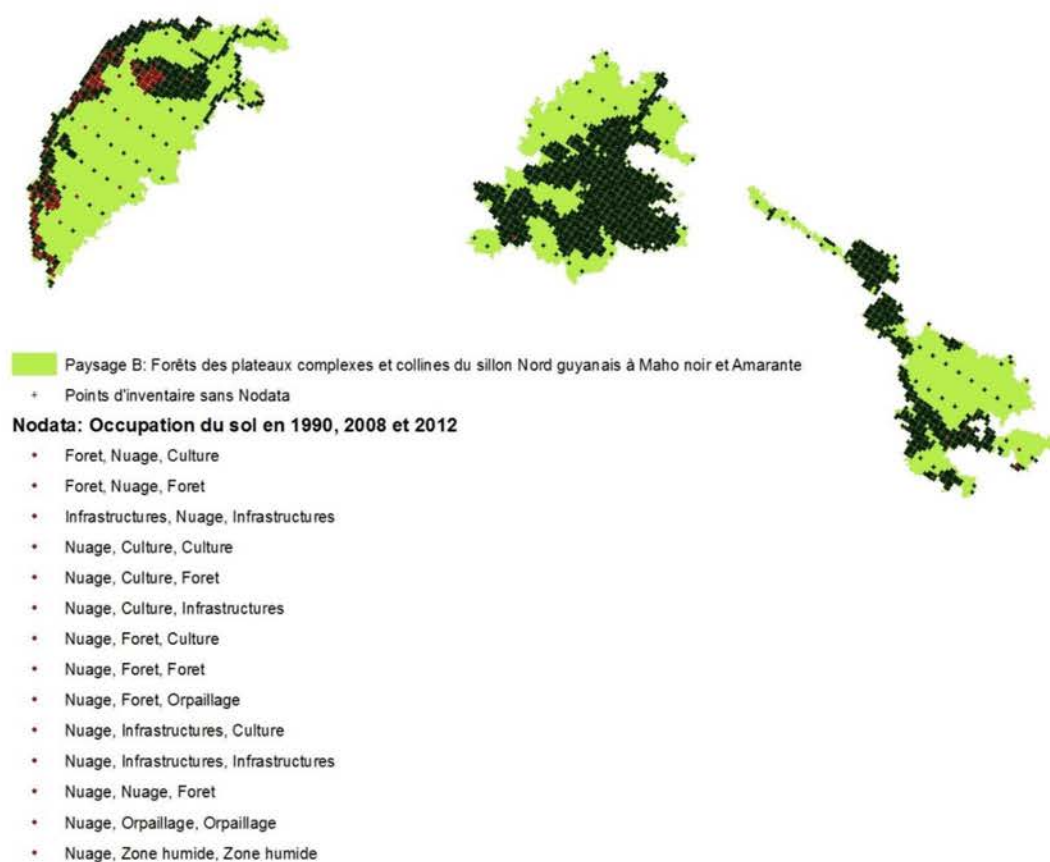 Paysage B: Forêts des plateaux complexes et collines du sillon Nord guyanais à Maho noir et Amarante
Points d'inventaire sans Nodata
Nodata: Occupation du sol en 1990, 2008 et 2012
Foret, Nuage, Culture
Foret, Nuage, Foret
Infrastructures, Nuage, Infrastructures
Nuage, Culture, Culture
Nuage, Culture, Foret
Nuage, Culture, Infrastructures
Nuage, Foret, Culture
Nuage, Foret, Foret
Nuage, Foret, Orpaillage
Nuage, Infrastructures, Culture
Nuage, Infrastructures, Infrastructures
Nuage, Nuage, Foret
Nuage, Orpaillage, Orpaillage
Nuage, Zone humide, Zone humide